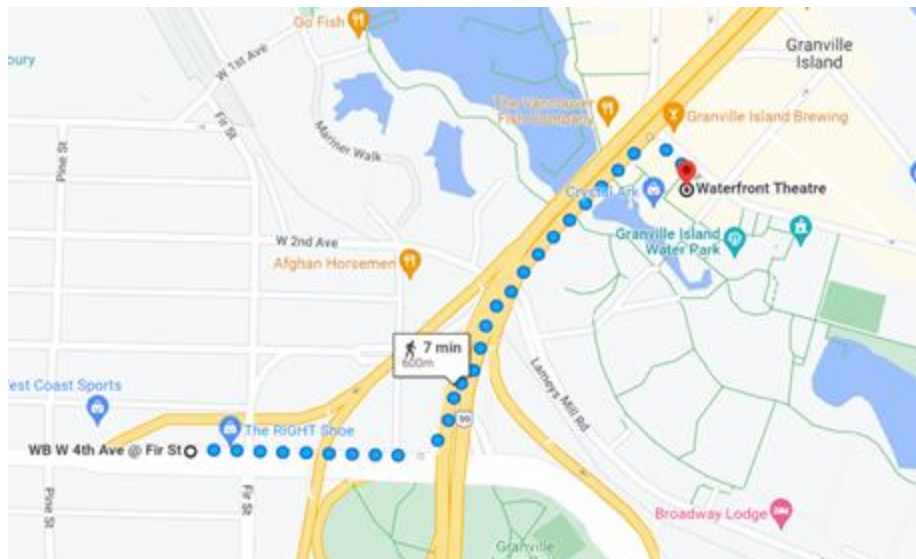 Go Fish
Granville
Island
oury
W 1st Ave
The Vancouver
Fish Company
Granville Island Brewing
Fir St
Pine St
Mariner Walk
Crystal Ark
Waterfront Theatre
W 2nd Ave
Granville Island
Water Park
Afghan Horsemen
7 min
600m
Lameys Mill Rd
est Coast Sports
99
The RIGHT Shoe
WB W 4th Ave @ Fir St
Pine St
Fir St
Broadway Lodge
Granville